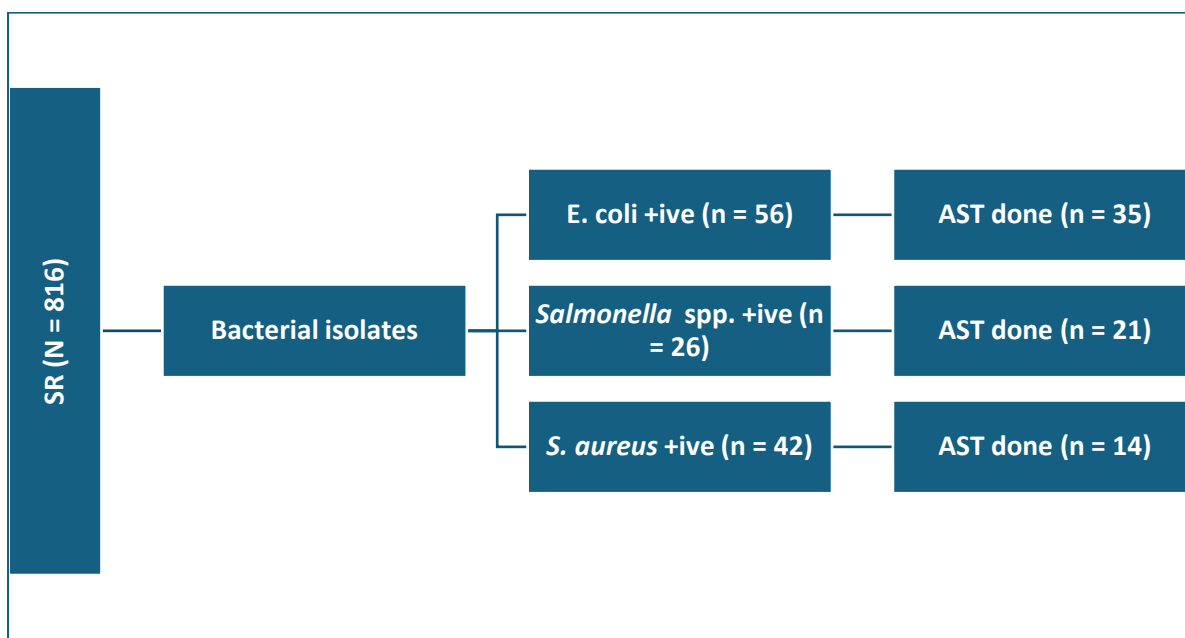 SR (N = 816)
Bacterial isolates
E. coli +ive (n = 56)
AST done (n = 35)
Salmonella spp. +ive (n
= 26)
AST done (n = 21)
S. aureus +ive (n = 42)
AST done (n = 14)